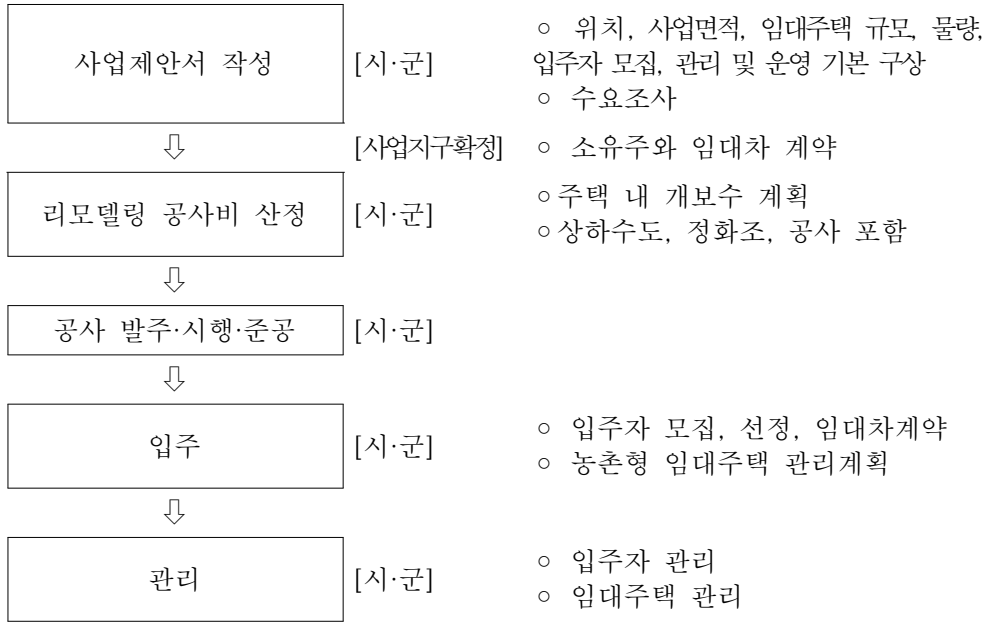 사업제안서 작성
[시·군]
○ 위치, 사업면적, 임대주택 규모, 물량,
입주자 모집, 관리 및 운영 기본 구상
○ 수요조사
⇩
[사업지구확정]
○ 소유주와 임대차 계약
리모델링 공사비 산정
[시·군]
○주택 내 개보수 계획
○상하수도, 정화조, 공사 포함
⇩
공사 발주·시행·준공
[시·군]
⇩
입주
[시·군]
○ 입주자 모집, 선정, 임대차계약
○ 농촌형 임대주택 관리계획
⇩
관리
[시·군]
○ 입주자 관리
○ 임대주택 관리